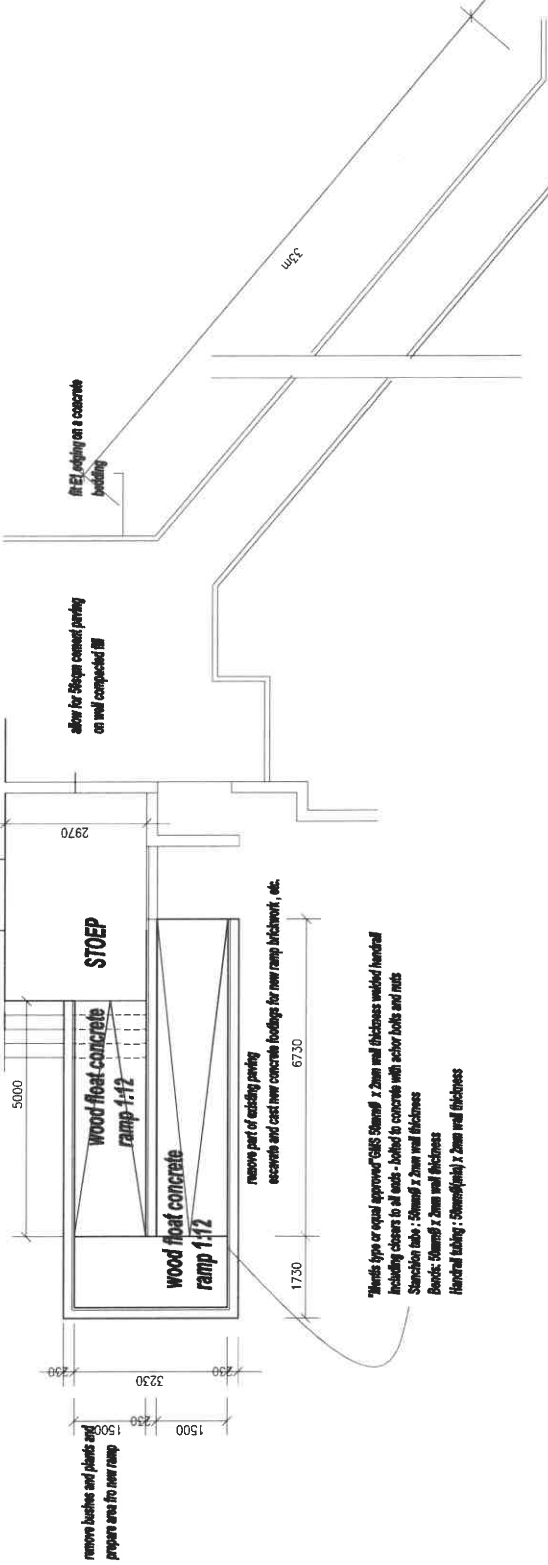 remove bushes and plants and
prepare area fro new ramp
1500
230
1500
230
3230
230
5000
1730
6730
wood float concrete
ramp 1:12
wood float concrete
ramp 1:12
STOEP
2970
remove part of existing paving
excavate and cast new concrete footings for new ramp brickwork , etc.
allow for 58sqm cement paving
on well compacted fill
fit E1 edging on a concrete
bedding
33m
"Mentis type or equal approved" GMS 50mmØ x 2mm wall thickness welded handrail
including closers to all ends - bolted to concrete with achor bolts and nuts
Stanchion tube : 50mmØ x 2mm wall thickness
Bends: 50mmØ x 2mm wall thickness
Handrail tubing : 50mmØ(min) x 2mm wall thickness